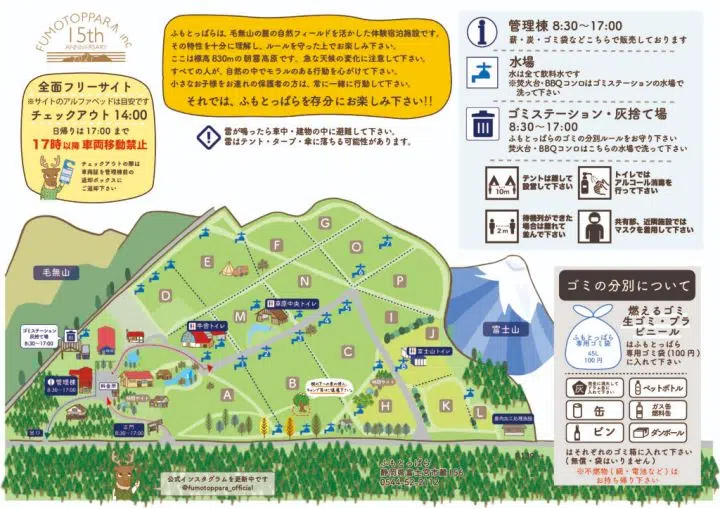 FUMOTOPPARA inc
15th
ANNIVERSARY
全面フリーサイト
※サイトのアルファベッドは目安です
チェックアウト 14:00
日帰りは 17:00 まで
17時以降 車両移動禁止
チェックアウトの際は
車両証を管理棟前の
返却ボックスに
ご返却下さい
ふもとっぱらは、毛無山の麓の自然フィールドを活かした体験宿泊施設です。
その特性を十分に理解し、ルールを守った上でお楽しみ下さい。
ここは標高 830mの 朝霧高原です。急な天候の変化に注意して下さい。
すべての人が、自然の中でモラルのある行動を心がけて下さい。
小さなお子様をお連れの保護者の方は、常に一緒に行動して下さい。
それでは、ふもとっぱらを存分にお楽しみ下さい!!
雷が鳴ったら車中・建物の中に避難して下さい。
雷はテント・タープ・傘に落ちる可能性があります。
管理棟 8:30～17:00
薪・炭・ゴミ袋などこちらで販売しております
水場
水は全て飲料水です
※焚火台・BBQコンロはゴミステーションの水場で
洗って下さい
ゴミステーション・灰捨て場
8:30～17:00
ふもとっぱらのゴミの分別ルールをお守り下さい
焚火台・BBQコンロはこちらの水場で洗って下さい
10m
テントは離して
設置して下さい
トイレでは
アルコール消毒を
行って下さい
2m
待機列ができた
場合は離れて
並んで下さい
共有部、近隣施設では
マスクを着用して下さい
毛無山
富士山
A
B
C
D
E
F
G
H
I
J
K
L
M
N
O
P
草原中央トイレ
牛舎トイレ
富士山トイレ
ゴミステーション
灰捨て場
8:30～17:00
管理棟
8:30～17:00
料金所
正門
8:30～17:00
ゴミの分別について
ふもとっぱら
専用ゴミ袋
45L
100円
燃えるゴミ
生ゴミ・プラ
ビニール
はふもとっぱら
専用ゴミ袋(100円)
に入れて下さい
灰
ペットボトル
缶
ガス缶
燃料缶
ビン
ダンボール
はそれぞれのゴミ箱に入れて下さい
(無償・袋はいりません)
※不燃物(鍋・電池など)は
お持ち帰り下さい
公式インスタグラムを更新中です
@fumotoppara_official
ふもとっぱら
静岡県富士宮市麓156
0544-52-2112